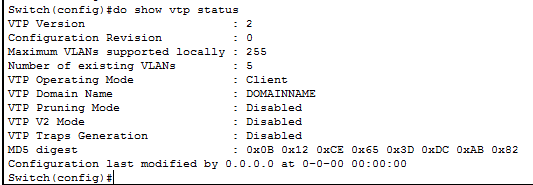 Switch(config)#do show vtp status
VTP Version : 2
Configuration Revision : 0
Maximum VLANs supported locally : 255
Number of existing VLANs : 5
VTP Operating Mode : Client
VTP Domain Name : DOMAINNAME
VTP Pruning Mode : Disabled
VTP V2 Mode : Disabled
VTP Traps Generation : Disabled
MD5 digest : 0x0B 0x12 0xCE 0x65 0x3D 0xDC 0xAB 0x82
Configuration last modified by 0.0.0.0 at 0-0-00 00:00:00
Switch(config)#